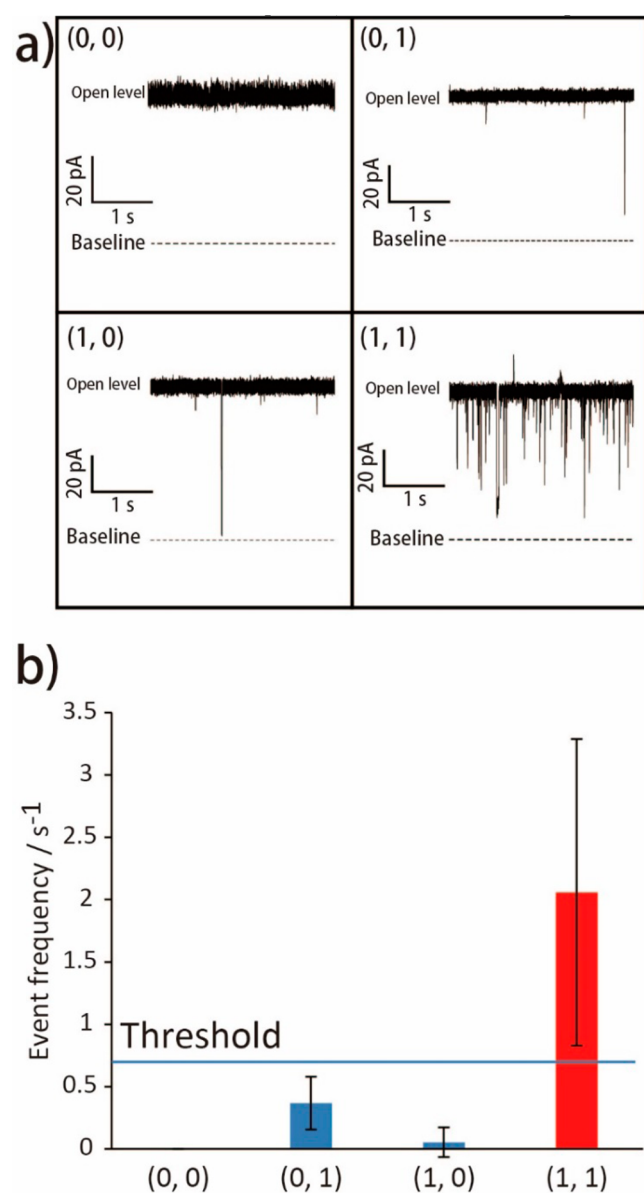 a)
(0, 0)
Open level
20 pA
1 s
Baseline
(0, 1)
Open level
20 pA
1 s
Baseline
(1, 0)
Open level
20 pA
1 s
Baseline
(1, 1)
Open level
20 pA
1 s
Baseline
b)
Event frequency / s⁻¹
3.5
3
2.5
2
1.5
1
0.5
0
Threshold
(0, 0) (0, 1) (1, 0) (1, 1)